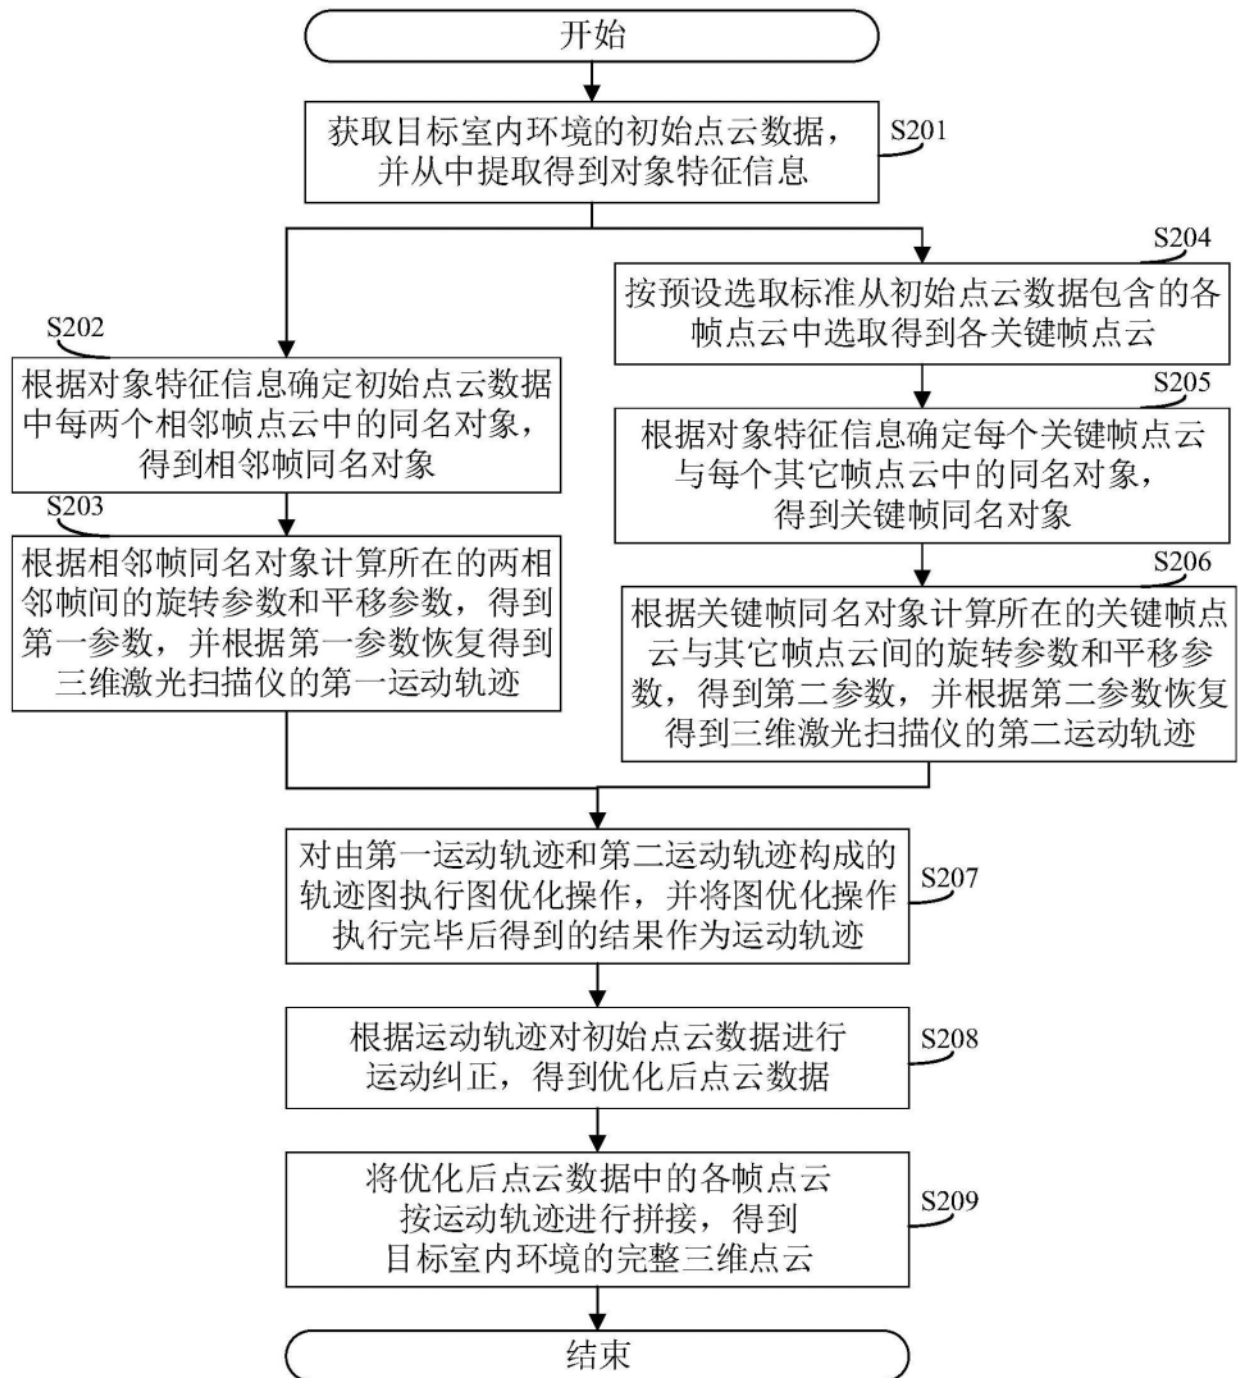 开始
获取目标室内环境的初始点云数据，
并从中提取得到对象特征信息
S201
S204
按预设选取标准从初始点云数据包含的各
帧点云中选取得到各关键帧点云
S202
根据对象特征信息确定初始点云数据
中每两个相邻帧点云中的同名对象，
得到相邻帧同名对象
S205
根据对象特征信息确定每个关键帧点云
与每个其它帧点云中的同名对象，
得到关键帧同名对象
S203
根据相邻帧同名对象计算所在的两相
邻帧间的旋转参数和平移参数，得到
第一参数，并根据第一参数恢复得到
三维激光扫描仪的第一运动轨迹
S206
根据关键帧同名对象计算所在的关键帧点
云与其它帧点云间的旋转参数和平移参
数，得到第二参数，并根据第二参数恢复
得到三维激光扫描仪的第二运动轨迹
对由第一运动轨迹和第二运动轨迹构成的
轨迹图执行图优化操作，并将图优化操作
执行完毕后得到的结果作为运动轨迹
S207
根据运动轨迹对初始点云数据进行
运动纠正，得到优化后点云数据
S208
将优化后点云数据中的各帧点云
按运动轨迹进行拼接，得到
目标室内环境的完整三维点云
S209
结束